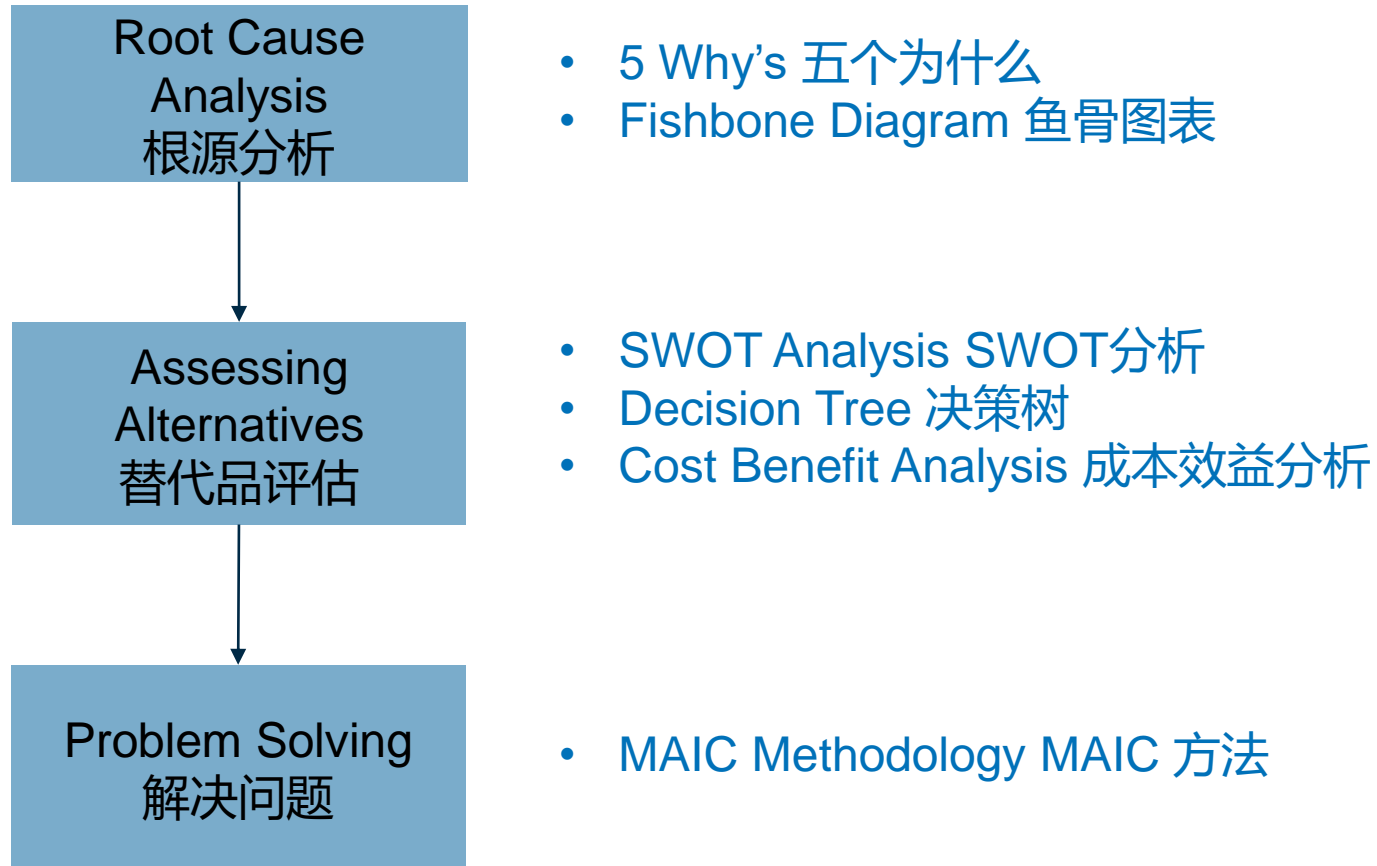 Root Cause
Analysis
根源分析
• 5 Why’s 五个为什么
• Fishbone Diagram 鱼骨图表
Assessing
Alternatives
替代品评估
• SWOT Analysis SWOT分析
• Decision Tree 决策树
• Cost Benefit Analysis 成本效益分析
Problem Solving
解决问题
• MAIC Methodology MAIC 方法